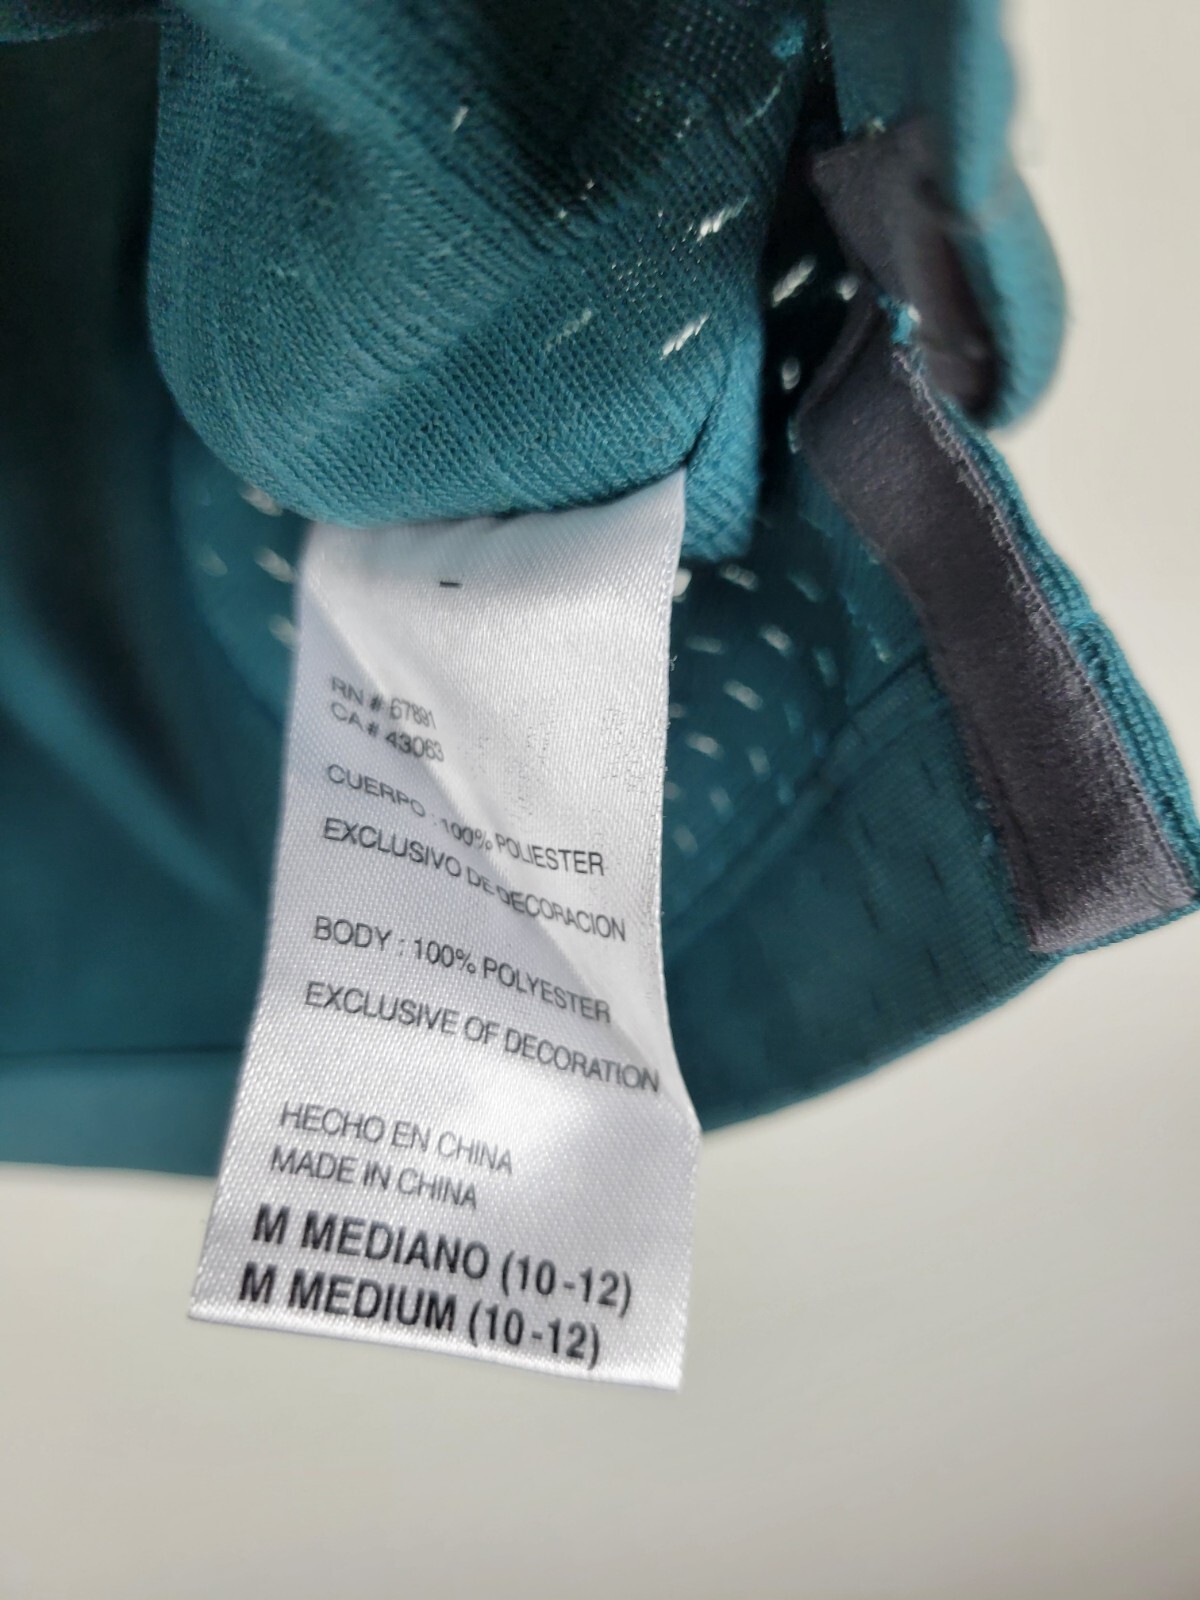 RN # 67891
CA # 43063
CUERPO : 100% POLIESTER
EXCLUSIVO DE DECORACION
BODY : 100% POLYESTER
EXCLUSIVE OF DECORATION
HECHO EN CHINA
MADE IN CHINA
M MEDIANO (10-12)
M MEDIUM (10-12)